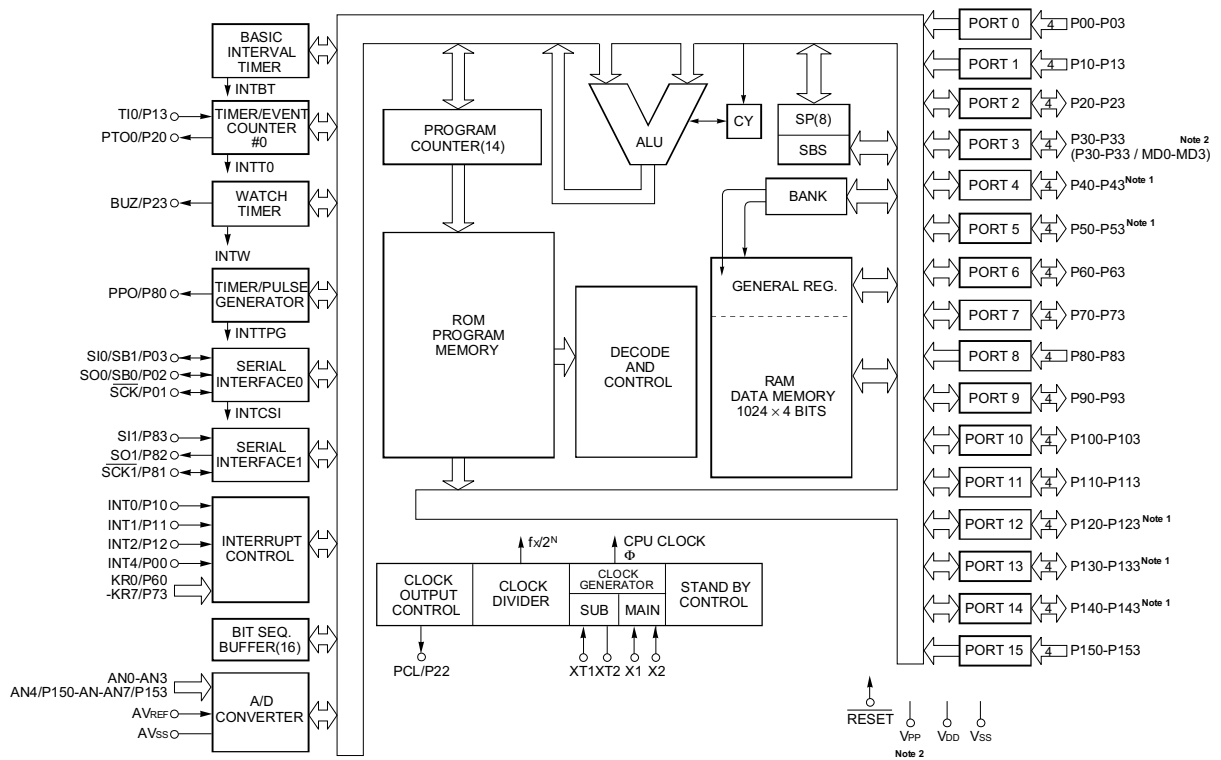 BASIC
INTERVAL
TIMER
INTBT
TI0/P13
PTO0/P20
TIMER/EVENT
COUNTER
#0
INTT0
BUZ/P23
WATCH
TIMER
INTW
PPO/P80
TIMER/PULSE
GENERATOR
INTTPG
SI0/SB1/P03
SO0/SB0/P02
SCK/P01
SERIAL
INTERFACE0
INTCSI
SI1/P83
SO1/P82
SCK1/P81
SERIAL
INTERFACE1
INT0/P10
INT1/P11
INT2/P12
INT4/P00
KR0/P60
-KR7/P73
INTERRUPT
CONTROL
BIT SEQ.
BUFFER(16)
AN0-AN3
AN4/P150-AN-AN7/P153
AVREF
AVSS
A/D
CONVERTER
PROGRAM
COUNTER(14)
ALU
CY
SP(8)
SBS
BANK
ROM
PROGRAM
MEMORY
DECODE
AND
CONTROL
GENERAL REG.
RAM
DATA MEMORY
1024 × 4 BITS
fx/2N
CPU CLOCK
Φ
CLOCK
OUTPUT
CONTROL
CLOCK
DIVIDER
CLOCK
GENERATOR
SUB
MAIN
STAND BY
CONTROL
PCL/P22
XT1 XT2
X1 X2
PORT 0 4 P00-P03
PORT 1 4 P10-P13
PORT 2 4 P20-P23
PORT 3 4 P30-P33 Note 2
(P30-P33 / MD0-MD3)
PORT 4 4 P40-P43 Note 1
PORT 5 4 P50-P53 Note 1
PORT 6 4 P60-P63
PORT 7 4 P70-P73
PORT 8 4 P80-P83
PORT 9 4 P90-P93
PORT 10 4 P100-P103
PORT 11 4 P110-P113
PORT 12 4 P120-P123 Note 1
PORT 13 4 P130-P133 Note 1
PORT 14 4 P140-P143 Note 1
PORT 15 4 P150-P153
RESET
VPP
Note 2
VDD
VSS